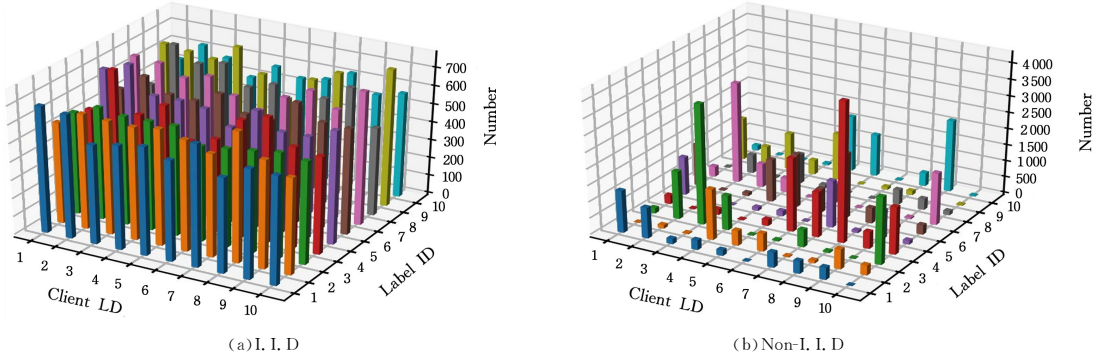 700
600
500
400
300
200
100
0
Number
1 2 3 4 5 6 7 8 9 10
Client LD
1 2 3 4 5 6 7 8 9 10
Label ID
(a)I.I.D
4 000
3 500
3 000
2 500
2 000
1 500
1 000
500
0
Number
1 2 3 4 5 6 7 8 9 10
Client LD
1 2 3 4 5 6 7 8 9 10
Label ID
(b)Non-I.I.D